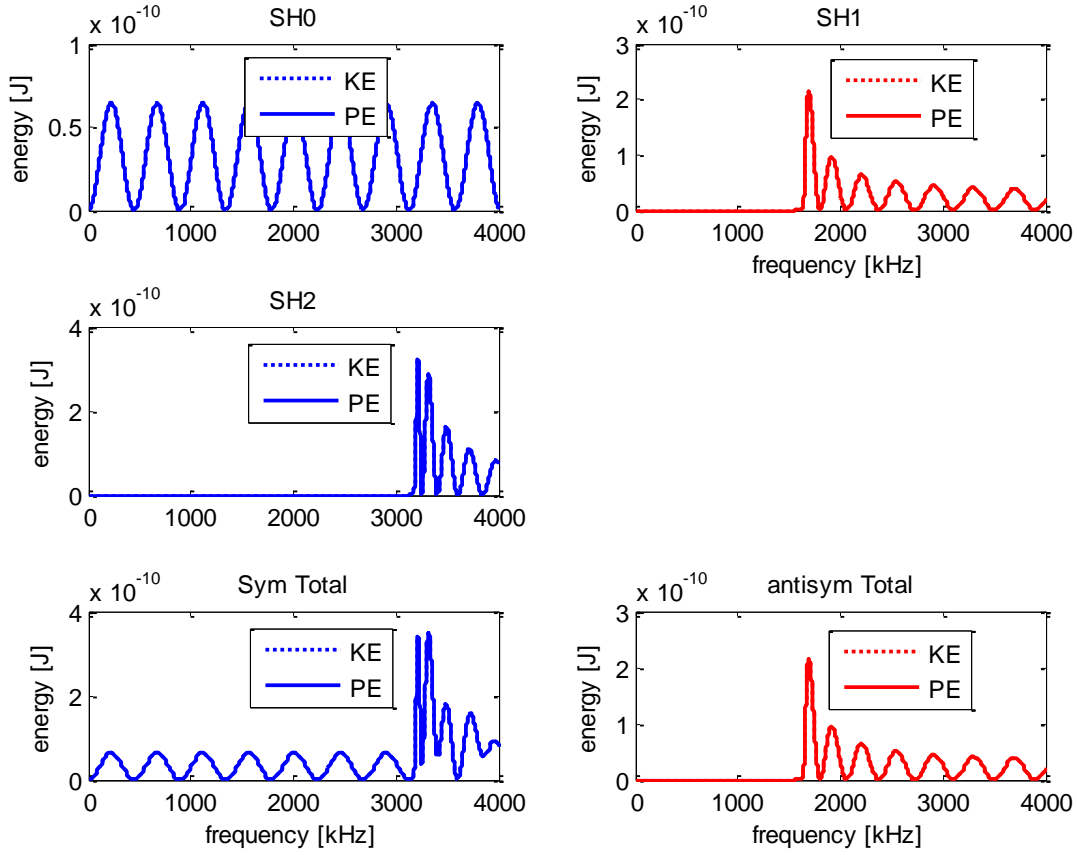 x 10^-10
SH0
energy [J]
1
0.5
0
KE
PE
0 1000 2000 3000 4000
x 10^-10
SH1
energy [J]
3
2
1
0
KE
PE
0 1000 2000 3000 4000
frequency [kHz]
x 10^-10
SH2
energy [J]
4
2
0
KE
PE
0 1000 2000 3000 4000
x 10^-10
Sym Total
energy [J]
4
2
0
KE
PE
0 1000 2000 3000 4000
frequency [kHz]
x 10^-10
antisym Total
energy [J]
3
2
1
0
KE
PE
0 1000 2000 3000 4000
frequency [kHz]